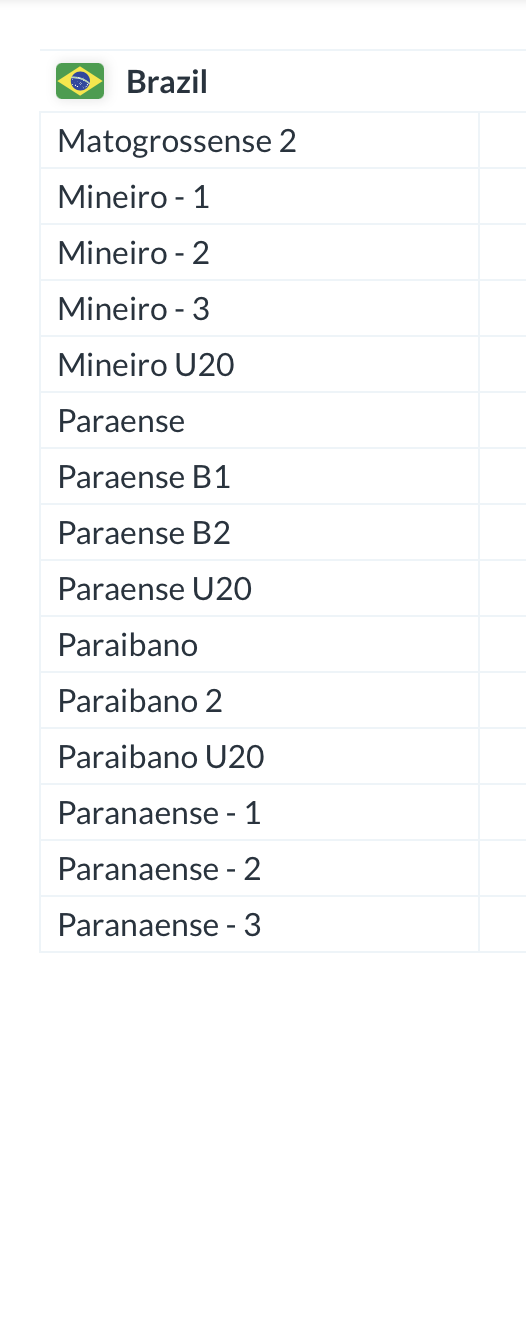 Brazil
Matogrossense 2
Mineiro - 1
Mineiro - 2
Mineiro - 3
Mineiro U20
Paraense
Paraense B1
Paraense B2
Paraense U20
Paraibano
Paraibano 2
Paraibano U20
Paranaense - 1
Paranaense - 2
Paranaense - 3